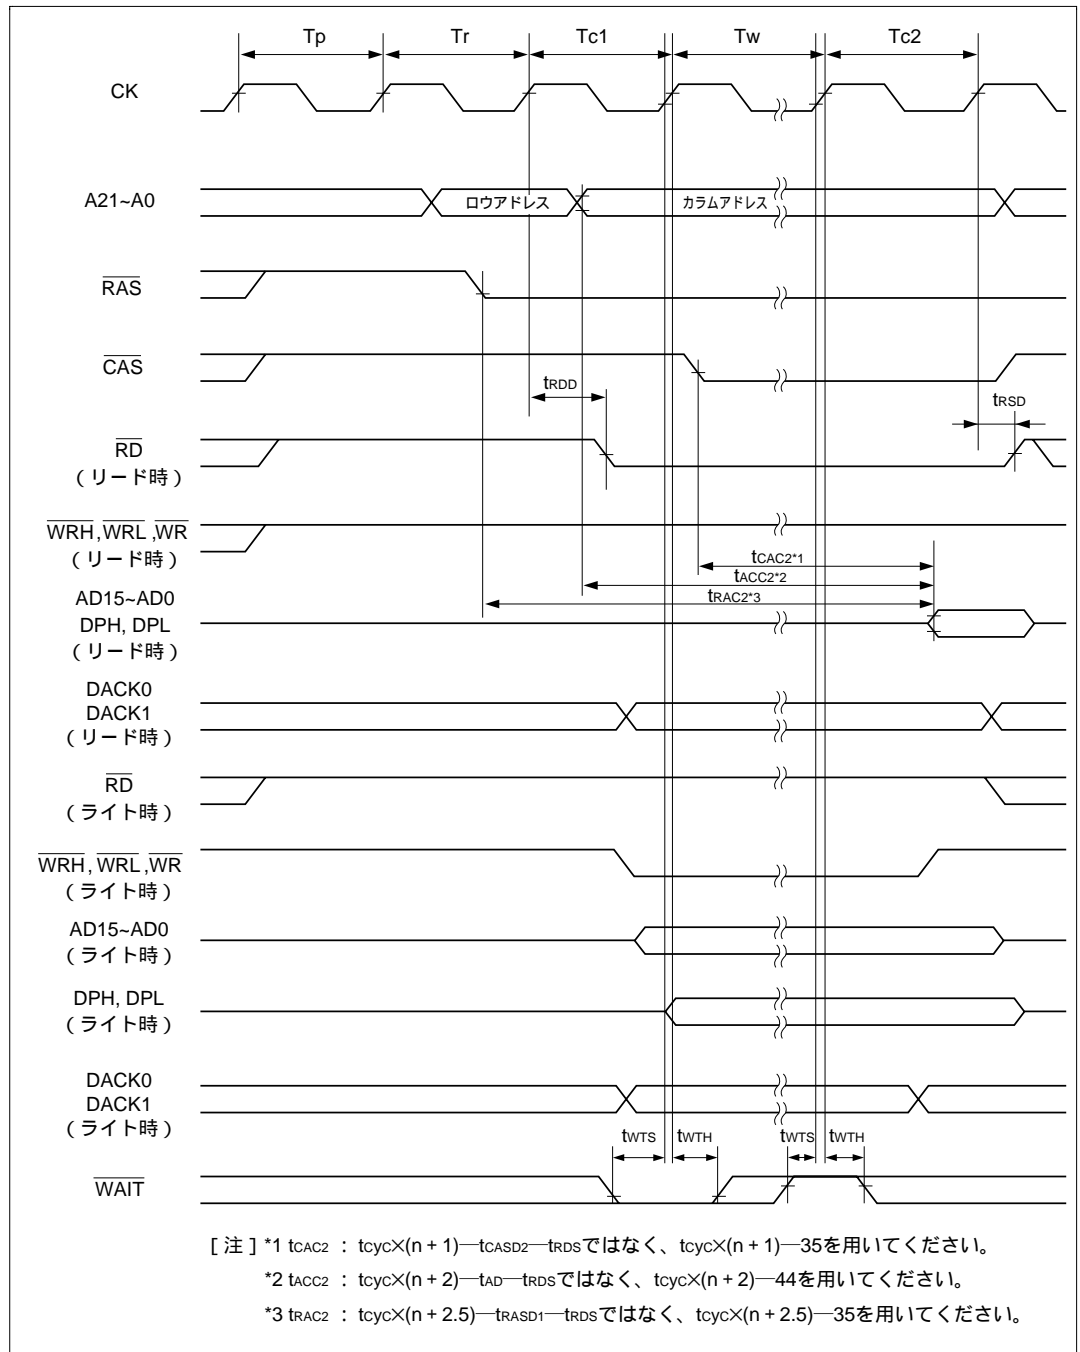 Tp Tr Tc1 Tw Tc2
CK
A21~A0 ロウアドレス カラムアドレス
RAS
CAS
tRDD
tRSD
RD
(リード時)
WRH,WRL,WR
(リード時)
tCAC2*1
tACC2*2
tRAC2*3
AD15~AD0
DPH, DPL
(リード時)
DACK0
DACK1
(リード時)
RD
(ライト時)
WRH,WRL,WR
(ライト時)
AD15~AD0
(ライト時)
DPH, DPL
(ライト時)
DACK0
DACK1
(ライト時)
tWTS tWTH tWTS tWTH
WAIT
[注] *1 tCAC2 : tcyc×(n + 1)—tCASD2—tRDSではなく、tcyc×(n + 1)—35を用いてください。
*2 tACC2 : tcyc×(n + 2)—tAD—tRDSではなく、tcyc×(n + 2)—44を用いてください。
*3 tRAC2 : tcyc×(n + 2.5)—tRASD1—tRDSではなく、tcyc×(n + 2.5)—35を用いてください。